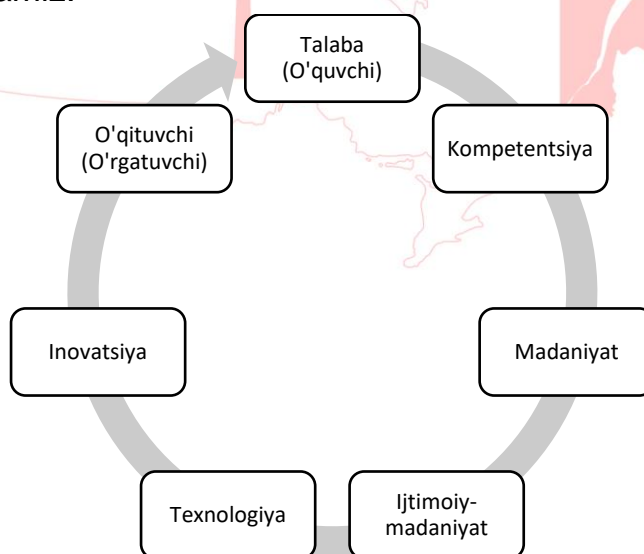 Talaba
(O'quvchi)
O'qituvchi
(O'rgatuvchi)
Kompetentsiya
Inovatsiya
Madaniyat
Texnologiya
Ijtimoiy-
madaniyat